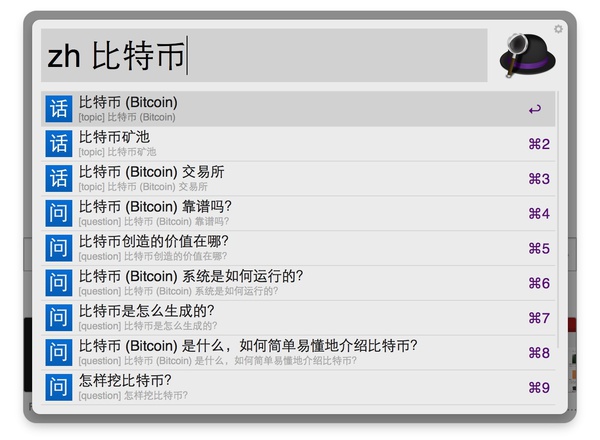 zh 比特币
话
比特币 (Bitcoin)
[topic] 比特币 (Bitcoin)
↩
话
比特币矿池
[topic] 比特币矿池
⌘2
话
比特币 (Bitcoin) 交易所
[topic] 比特币 (Bitcoin) 交易所
⌘3
问
比特币 (Bitcoin) 靠谱吗?
[question] 比特币 (Bitcoin) 靠谱吗?
⌘4
问
比特币创造的价值在哪?
[question] 比特币创造的价值在哪?
⌘5
问
比特币 (Bitcoin) 系统是如何运行的?
[question] 比特币 (Bitcoin) 系统是如何运行的?
⌘6
问
比特币是怎么生成的?
[question] 比特币是怎么生成的?
⌘7
问
比特币 (Bitcoin) 是什么，如何简单易懂地介绍比特币?
[question] 比特币 (Bitcoin) 是什么，如何简单易懂地介绍比特币?
⌘8
问
怎样挖比特币?
[question] 怎样挖比特币?
⌘9